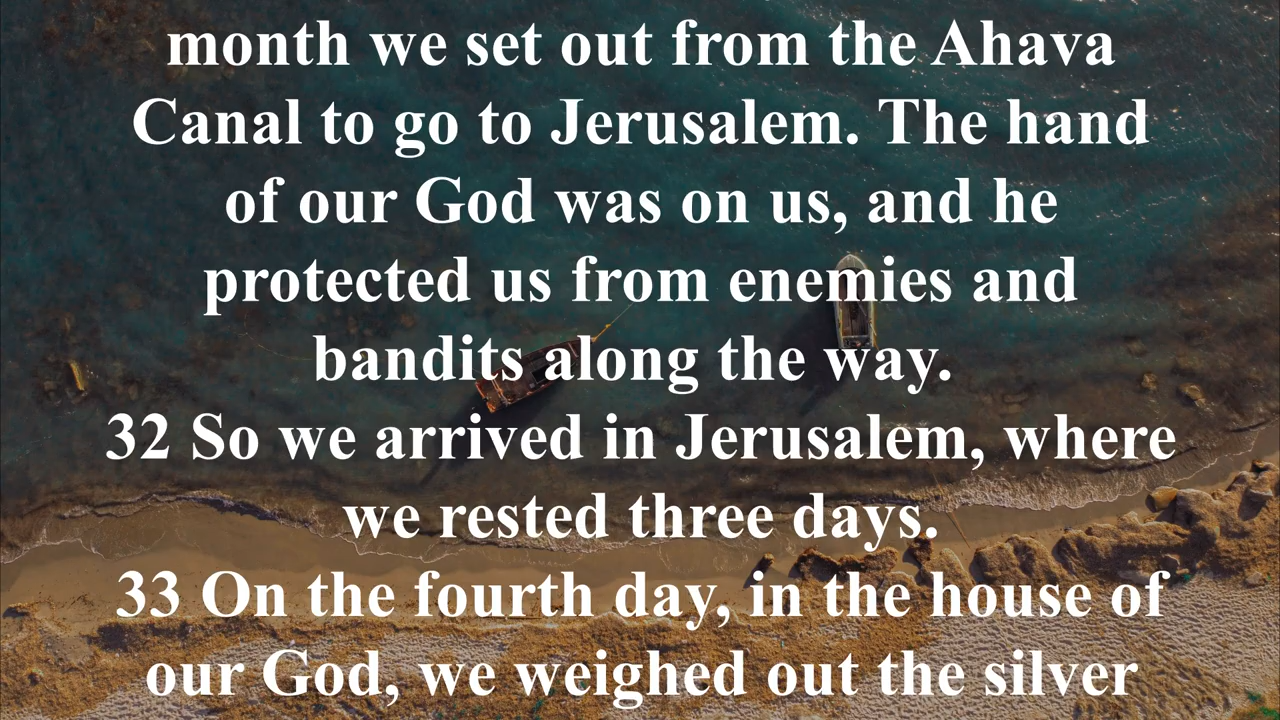 month we set out from the Ahava
Canal to go to Jerusalem. The hand
of our God was on us, and he
protected us from enemies and
bandits along the way.
32 So we arrived in Jerusalem, where
we rested three days.
33 On the fourth day, in the house of
our God, we weighed out the silver